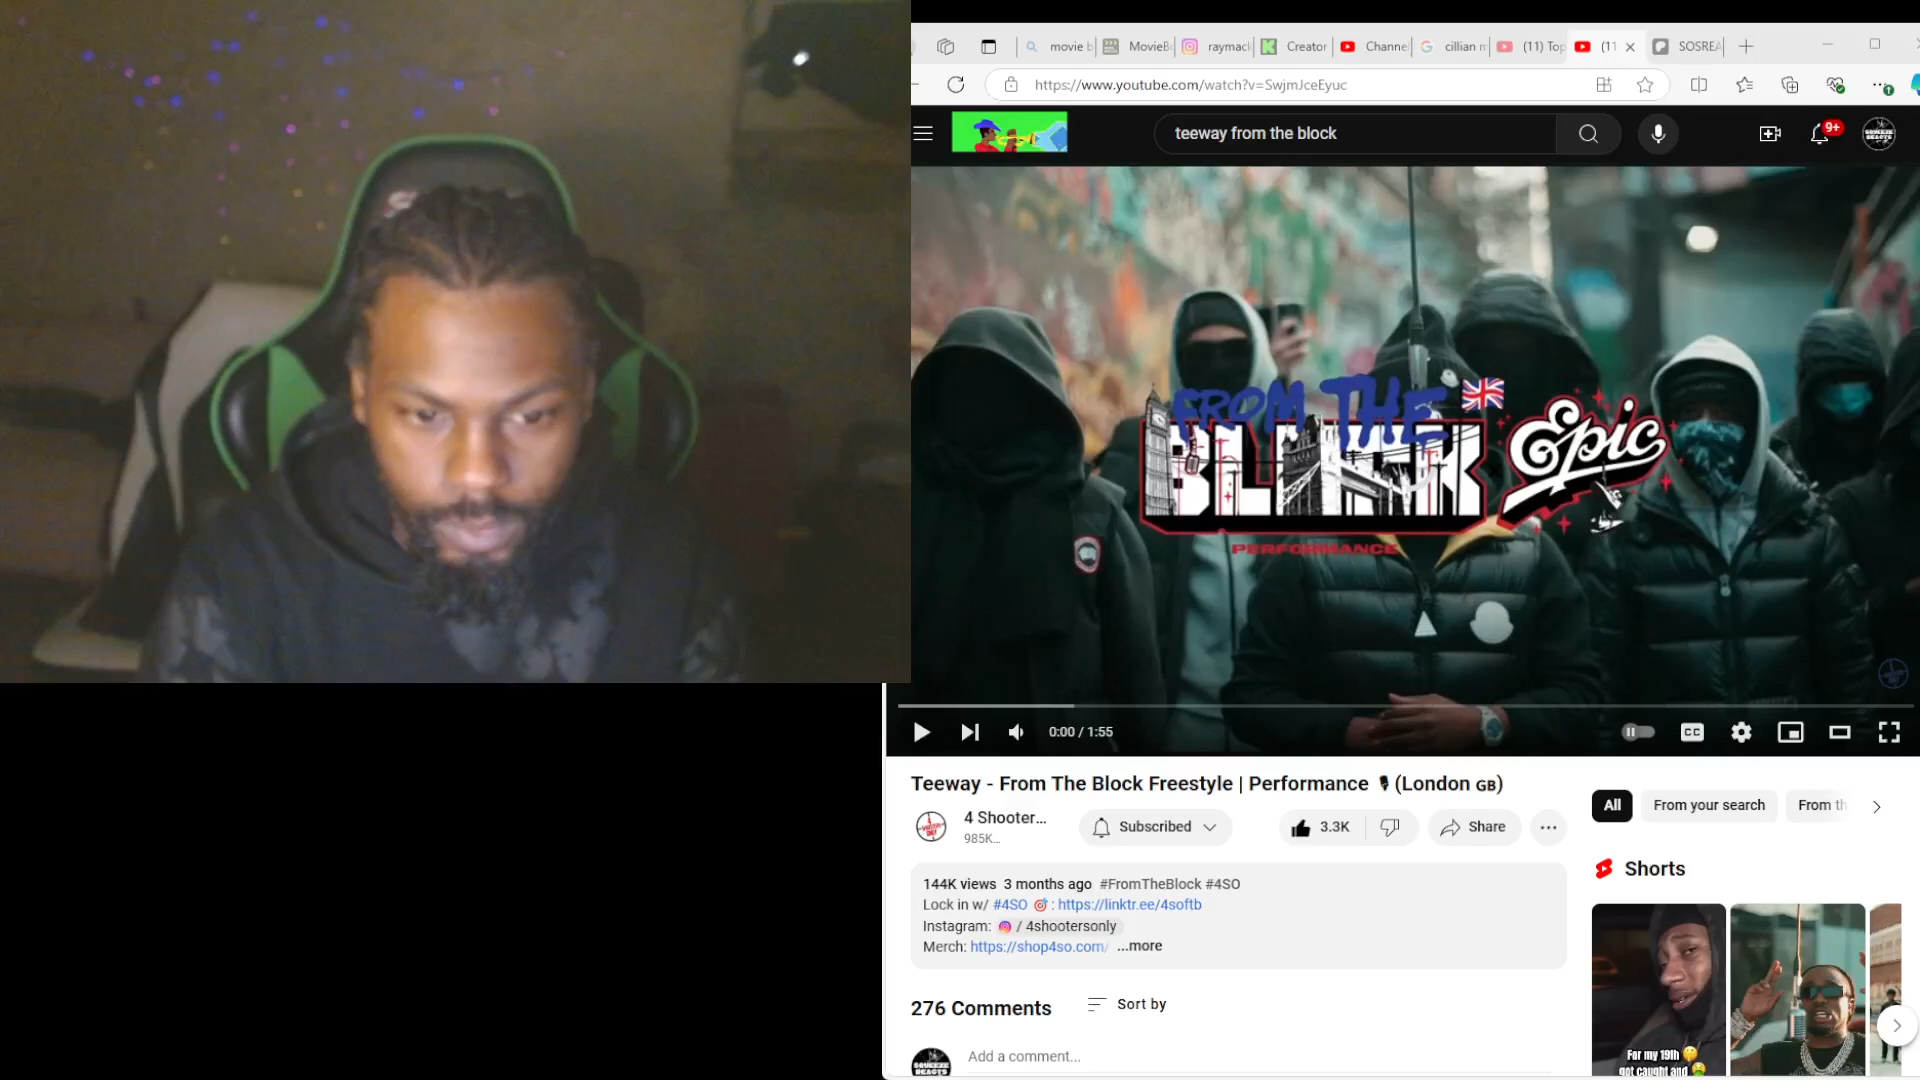 movie b
MovieB
raymac
Creator
Channe
cillian m
(11) Top
(11
SOSREA
https://www.youtube.com/watch?v=SwjmJceEyuc
teeway from the block
9+
FROM THE
BLOCK
Epic
PERFORMANCE
0:00 / 1:55
CC
Teeway - From The Block Freestyle | Performance 🎙 (London GB)
4 Shooter...
985K...
Subscribed
3.3K
Share
All
From your search
From th
144K views 3 months ago #FromTheBlock #4SO
Lock in w/ #4SO 🎯 : https://linktr.ee/4softb
Instagram: / 4shootersonly
Merch: https://shop4so.com/ ...more
Shorts
276 Comments
Sort by
Add a comment...
For my 19th 🤫
got caught and 🤮